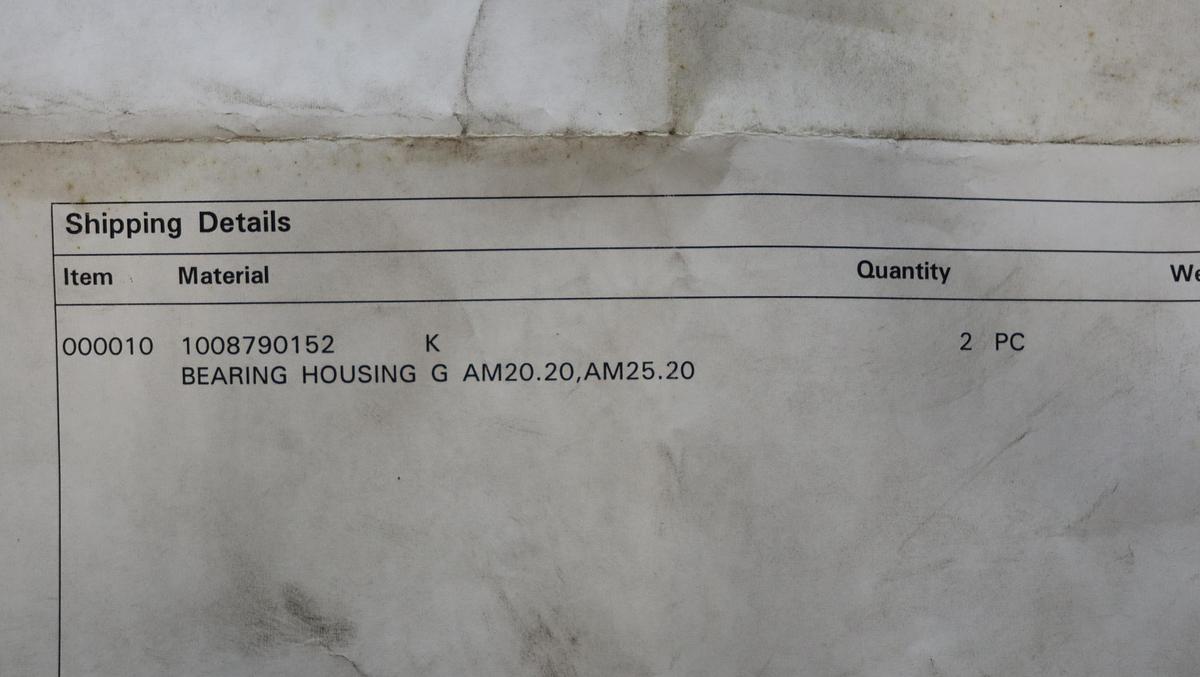 Shipping Details
Item Material Quantity
000010 1008790152 K 2 PC
BEARING HOUSING G AM20.20,AM25.20